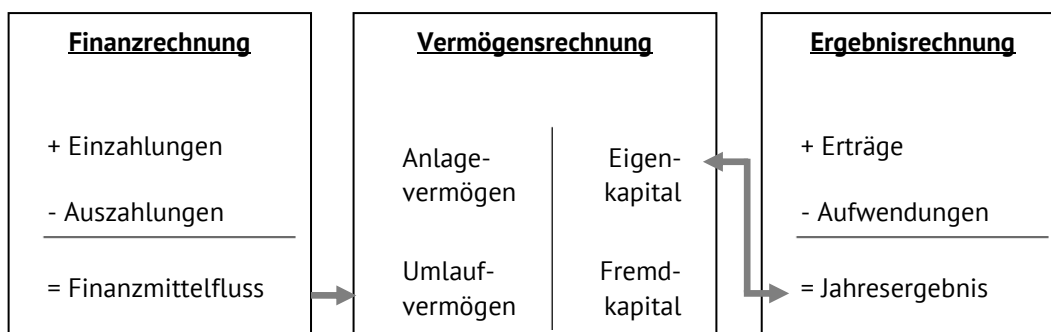 Finanzrechnung
+ Einzahlungen
- Auszahlungen
= Finanzmittelfluss
Vermögensrechnung
Anlage-
vermögen
Eigen-
kapital
Umlauf-
vermögen
Fremd-
kapital
Ergebnisrechnung
+ Erträge
- Aufwendungen
= Jahresergebnis